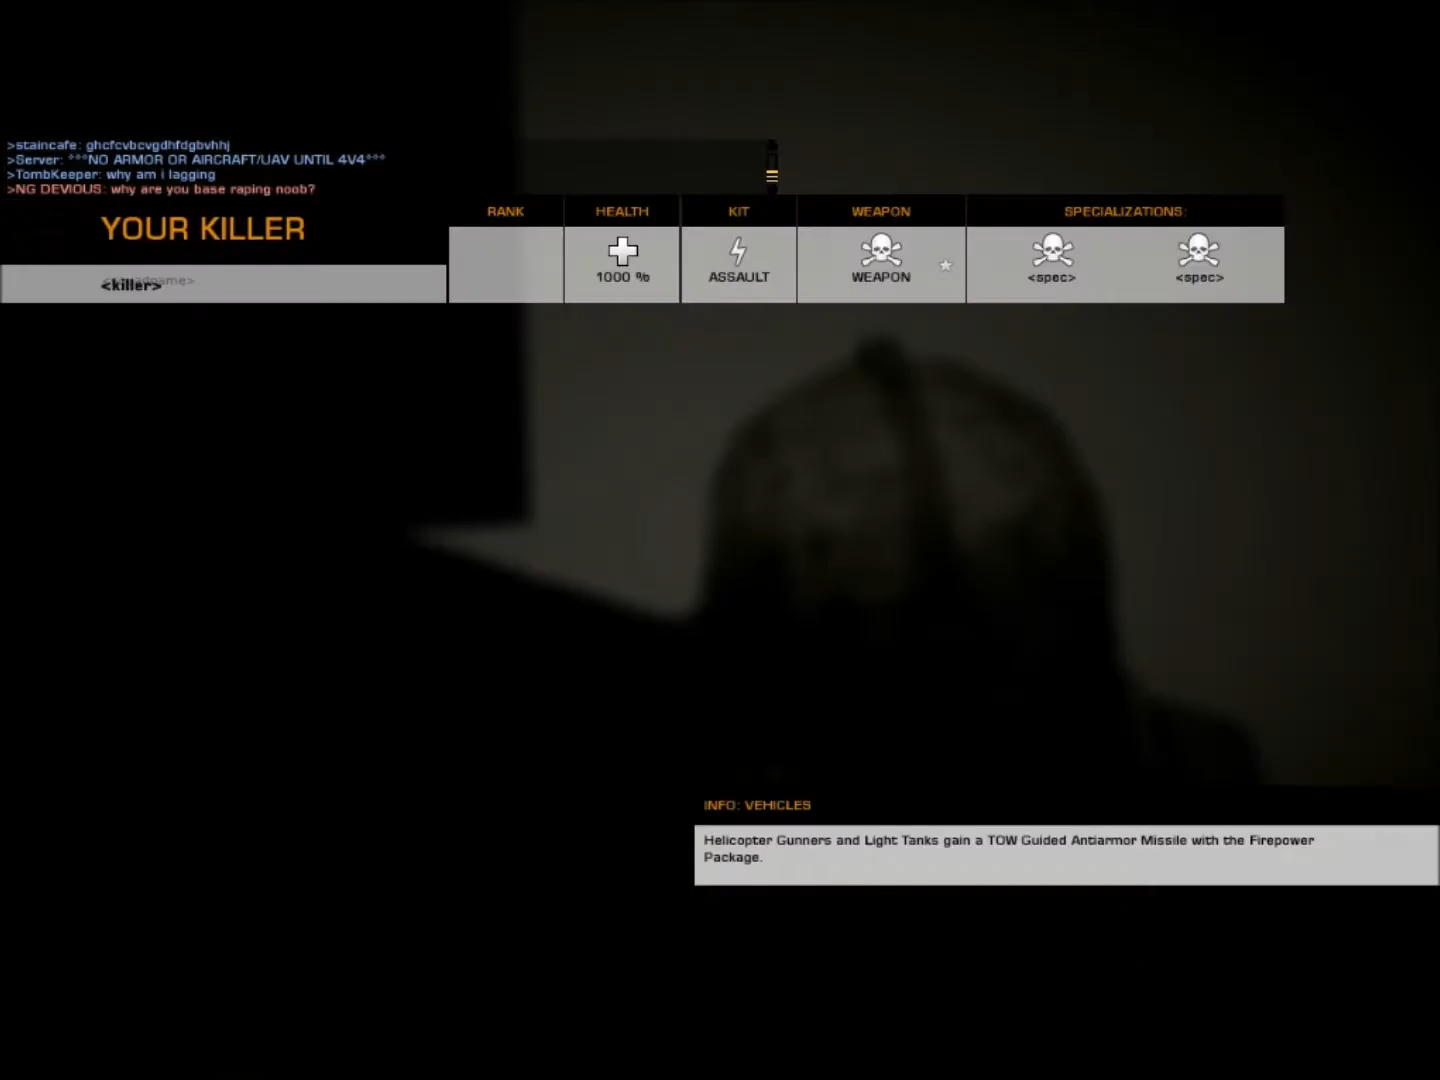 >staincafe: ghcfcvbcvgdhfdgbvhhj
>Server: ***NO ARMOR OR AIRCRAFT/UAV UNTIL 4V4***
>TombKeeper: why am i lagging
>NG DEVIOUS: why are you base raping noob?
YOUR KILLER
<killer>
RANK
HEALTH
1000 %
KIT
ASSAULT
WEAPON
WEAPON
SPECIALIZATIONS:
<spec>
<spec>
INFO: VEHICLES
Helicopter Gunners and Light Tanks gain a TOW Guided Antiarmor Missile with the Firepower
Package.